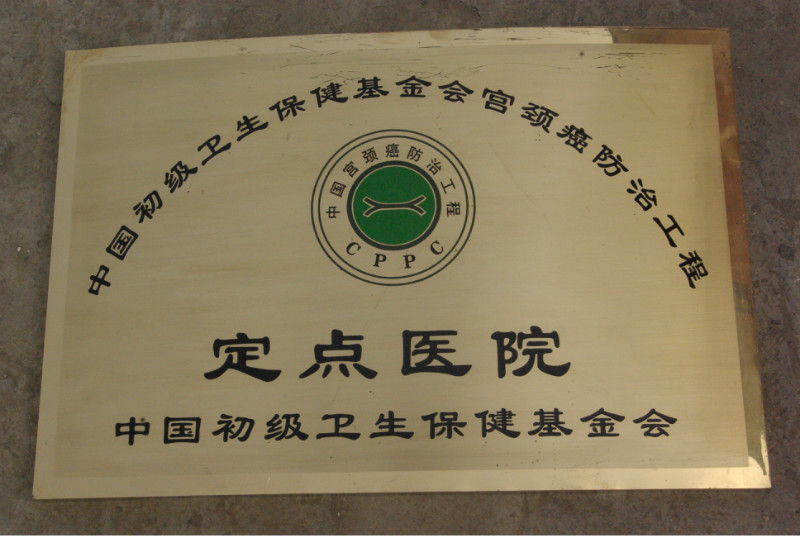 中国初级卫生保健基金会宫颈癌防治工程
中国宫颈癌防治工程
CPPC
定点医院
中国初级卫生保健基金会